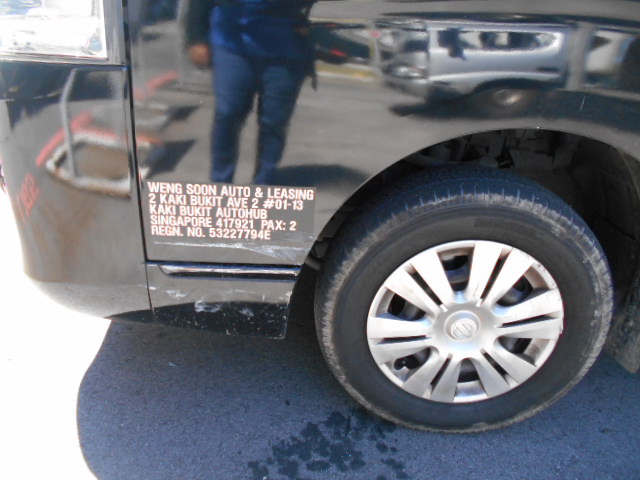 WENG SOON AUTO & LEASING
2 KAKI BUKIT AVE 2 #01-13
KAKI BUKIT AUTOHUB
SINGAPORE 417921 PAX: 2
REGN. NO. 53227794E